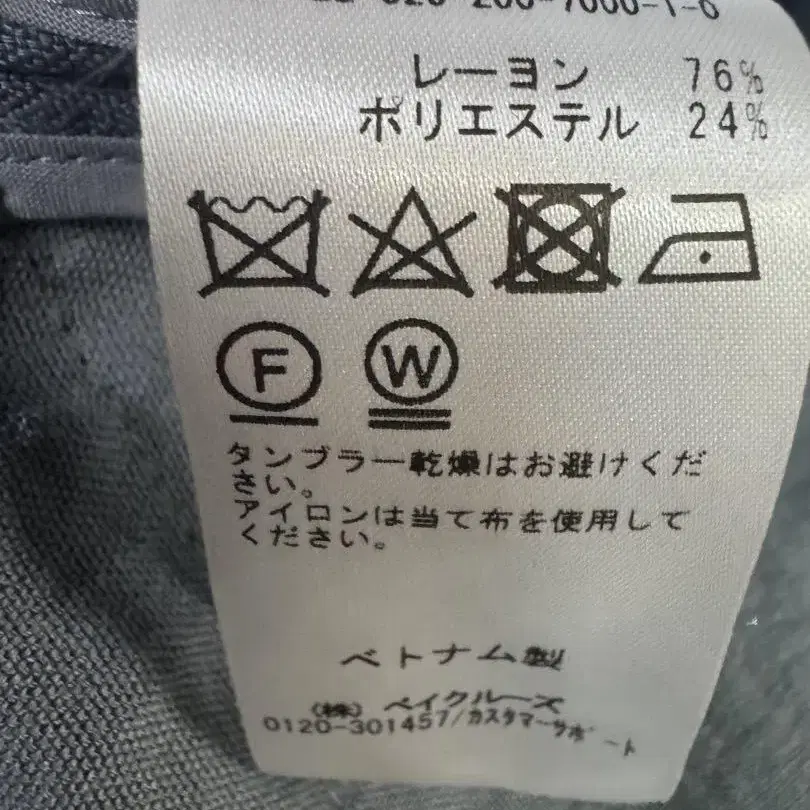 レーヨン 76%
ポリエステル 24%
F W
タンブラー乾燥はお避けくだ
さい。
アイロンは当て布を使用して
ください。
ベトナム製
(株) ベイクルーズ
0120-301457/カスタマーサポート